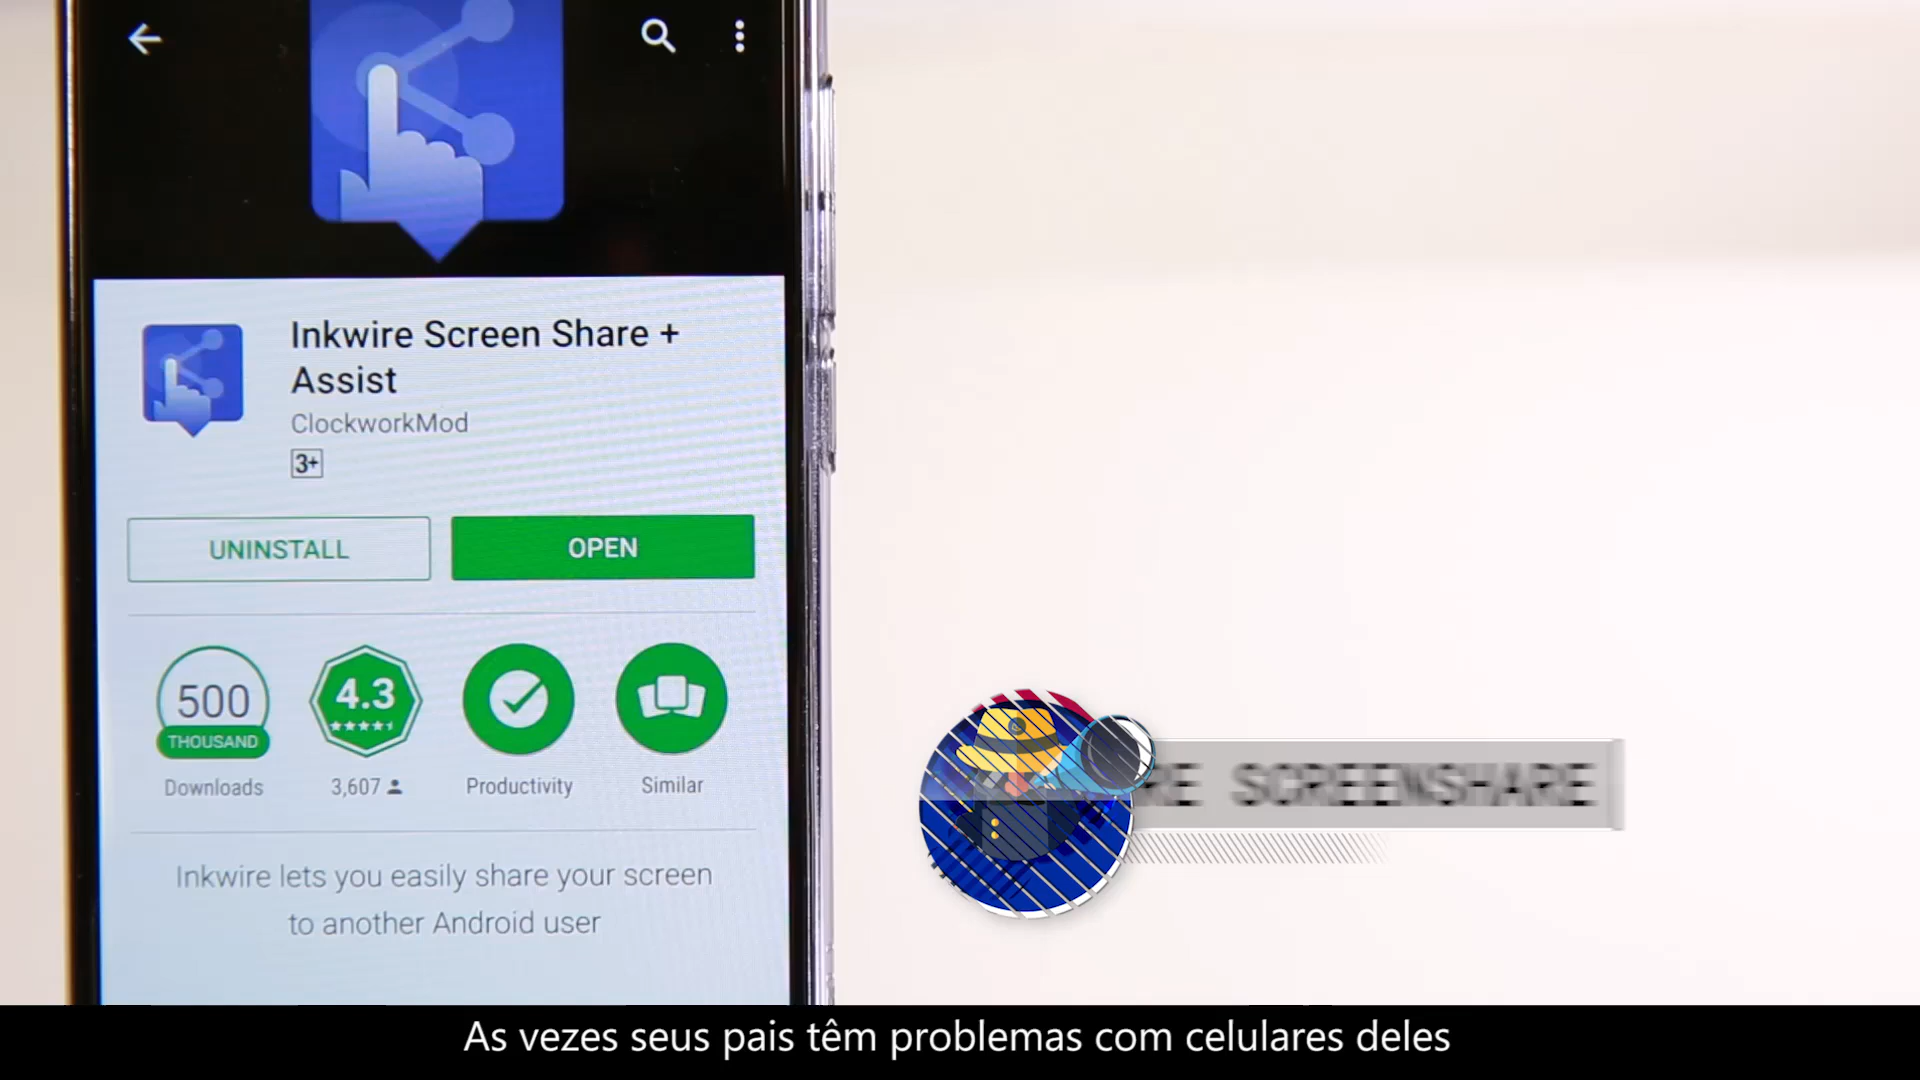 Inkwire Screen Share +
Assist
ClockworkMod
3+
UNINSTALL
OPEN
500
THOUSAND
Downloads
4.3
3,607
Productivity
Similar
Inkwire lets you easily share your screen
to another Android user
RE SCREENSHARE
As vezes seus pais têm problemas com celulares deles